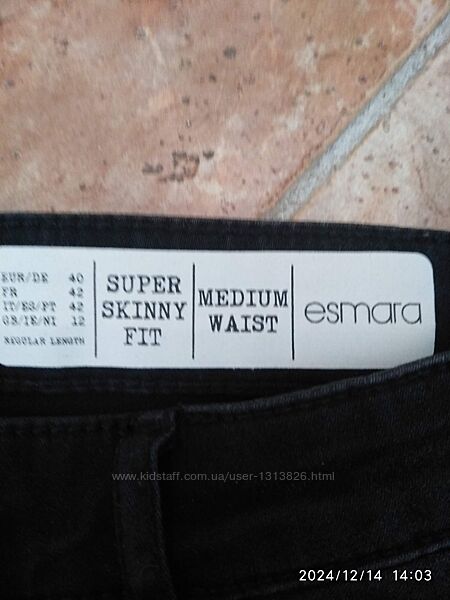 EUR/DE 40
FR 42
IT/ES/PT 42
GB/IE/NI 12
REGULAR LENGTH
SUPER
SKINNY
FIT
MEDIUM
WAIST
esmara
www.kidstaff.com.ua/user-1313826.html
2024/12/14 14:03